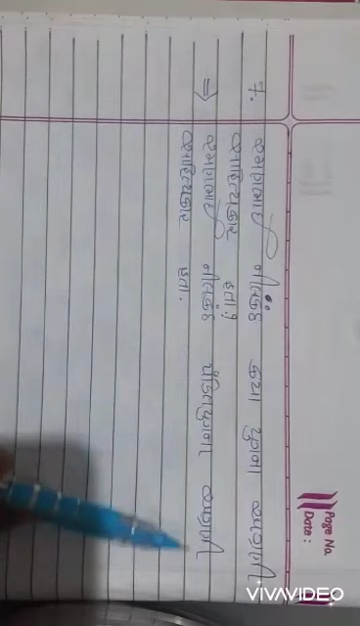 Page No.
Date :
7. રમણભાઈ નીલકંઠ કયા યુગના અગ્રણી
સાહિત્યકાર હતા?
⇒ રમણભાઈ નીલકંઠ પંડિતયુગના અગ્રણી
સાહિત્યકાર હતા.
VIVAVIDEO